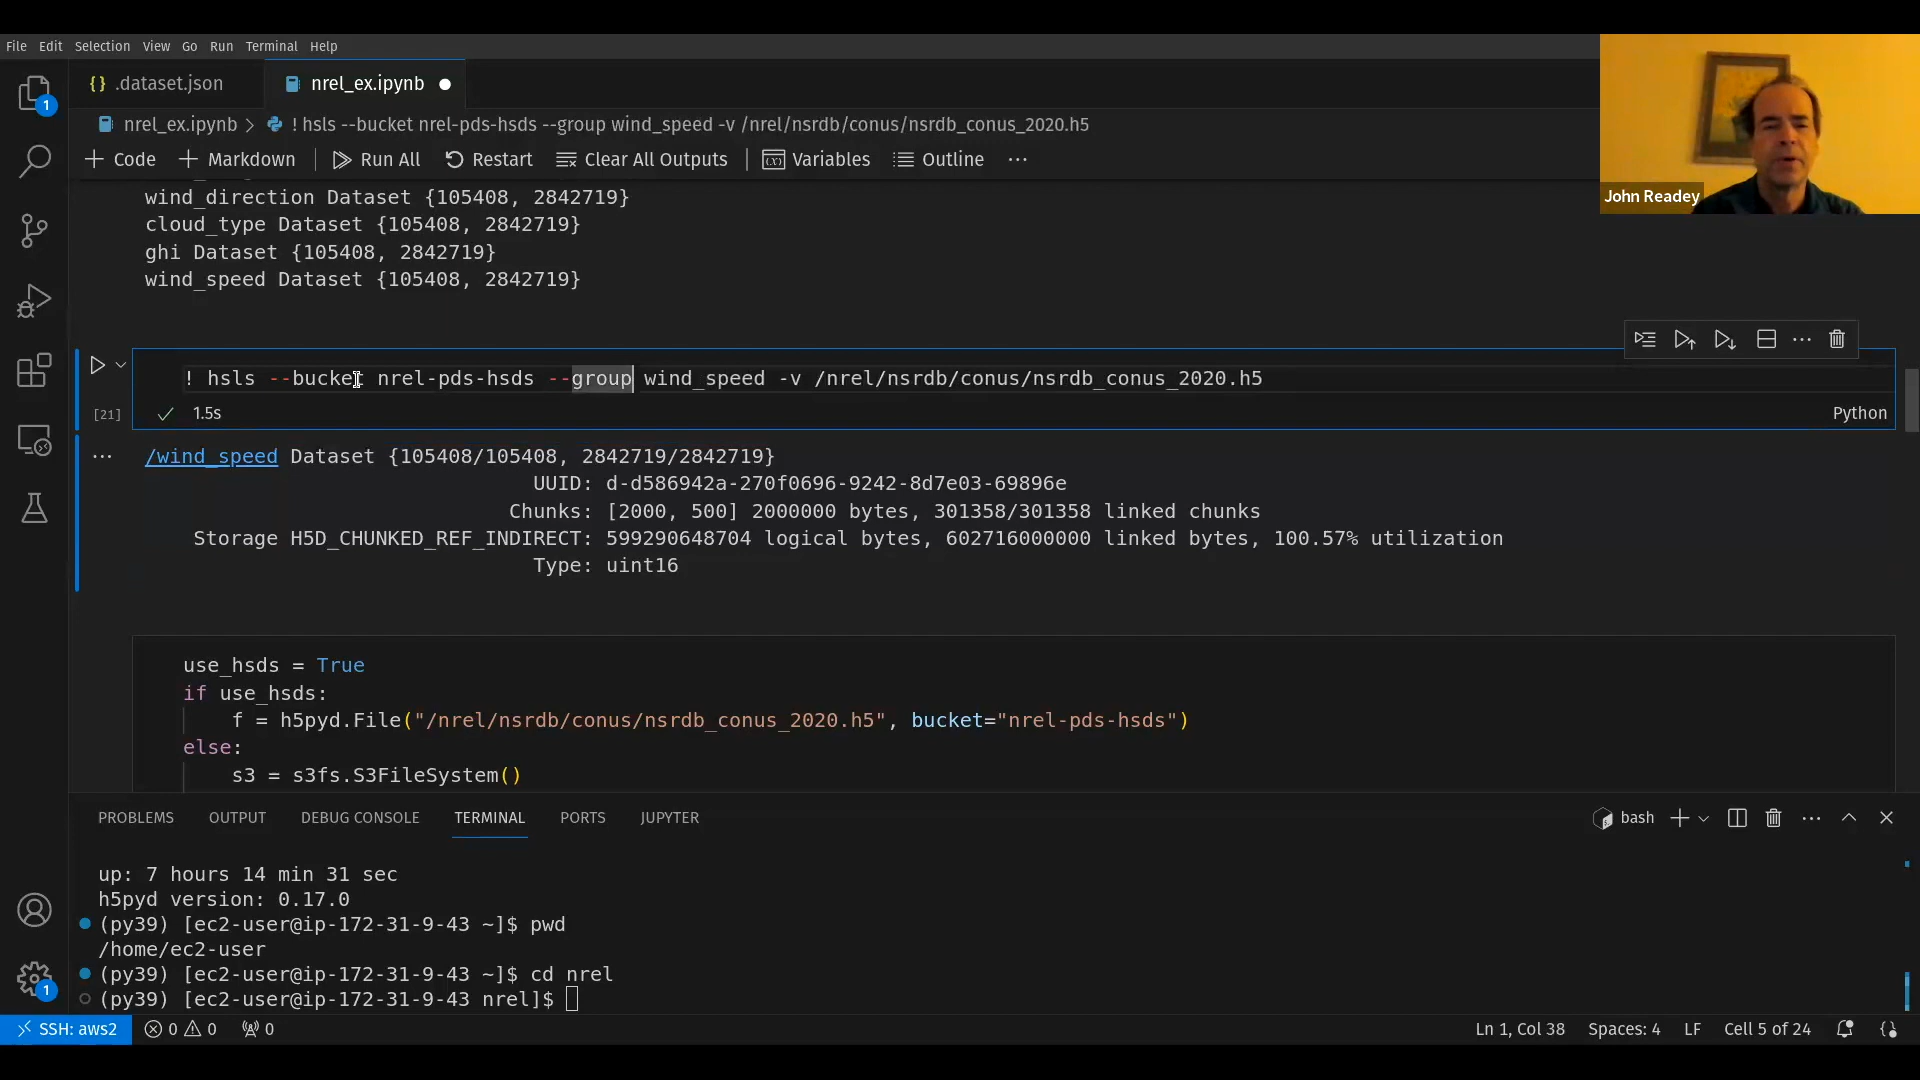 File Edit Selection View Go Run Terminal Help
{} .dataset.json nrel_ex.ipynb
nrel_ex.ipynb > ! hsls --bucket nrel-pds-hsds --group wind_speed -v /nrel/nsrdb/conus/nsrdb_conus_2020.h5
+ Code + Markdown Run All Restart Clear All Outputs Variables Outline ...
John Readey
wind_direction Dataset {105408, 2842719}
cloud_type Dataset {105408, 2842719}
ghi Dataset {105408, 2842719}
wind_speed Dataset {105408, 2842719}
! hsls --bucket nrel-pds-hsds --group wind_speed -v /nrel/nsrdb/conus/nsrdb_conus_2020.h5
[21] 1.5s Python
/wind_speed Dataset {105408/105408, 2842719/2842719}
UUID: d-d586942a-270f0696-9242-8d7e03-69896e
Chunks: [2000, 500] 2000000 bytes, 301358/301358 linked chunks
Storage H5D_CHUNKED_REF_INDIRECT: 599290648704 logical bytes, 602716000000 linked bytes, 100.57% utilization
Type: uint16
use_hsds = True
if use_hsds:
f = h5pyd.File("/nrel/nsrdb/conus/nsrdb_conus_2020.h5", bucket="nrel-pds-hsds")
else:
s3 = s3fs.S3FileSystem()
PROBLEMS OUTPUT DEBUG CONSOLE TERMINAL PORTS JUPYTER bash
up: 7 hours 14 min 31 sec
h5pyd version: 0.17.0
(py39) [ec2-user@ip-172-31-9-43 ~]$ pwd
/home/ec2-user
(py39) [ec2-user@ip-172-31-9-43 ~]$ cd nrel
(py39) [ec2-user@ip-172-31-9-43 nrel]$
1
SSH: aws2 0 0 0 Ln 1, Col 38 Spaces: 4 LF Cell 5 of 24